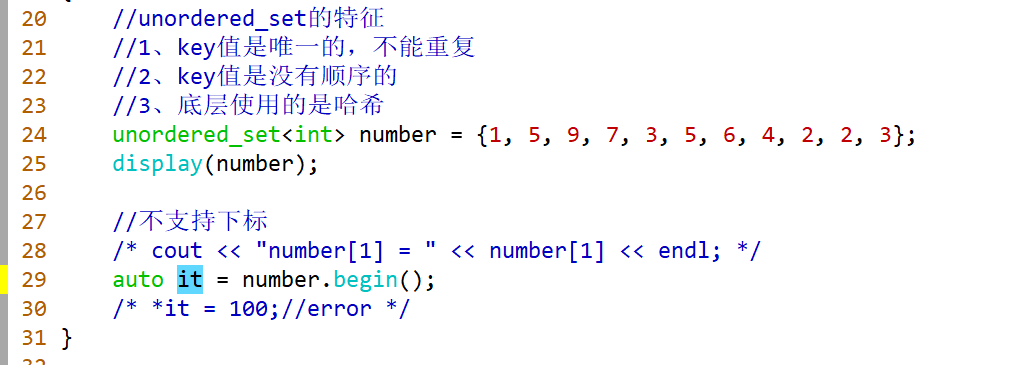 20 //unordered_set的特征
21 //1、key值是唯一的，不能重复
22 //2、key值是没有顺序的
23 //3、底层使用的是哈希
24 unordered_set<int> number = {1, 5, 9, 7, 3, 5, 6, 4, 2, 2, 3};
25 display(number);
26
27 //不支持下标
28 /* cout << "number[1] = " << number[1] << endl; */
29 auto it = number.begin();
30 /* *it = 100;//error */
31 }